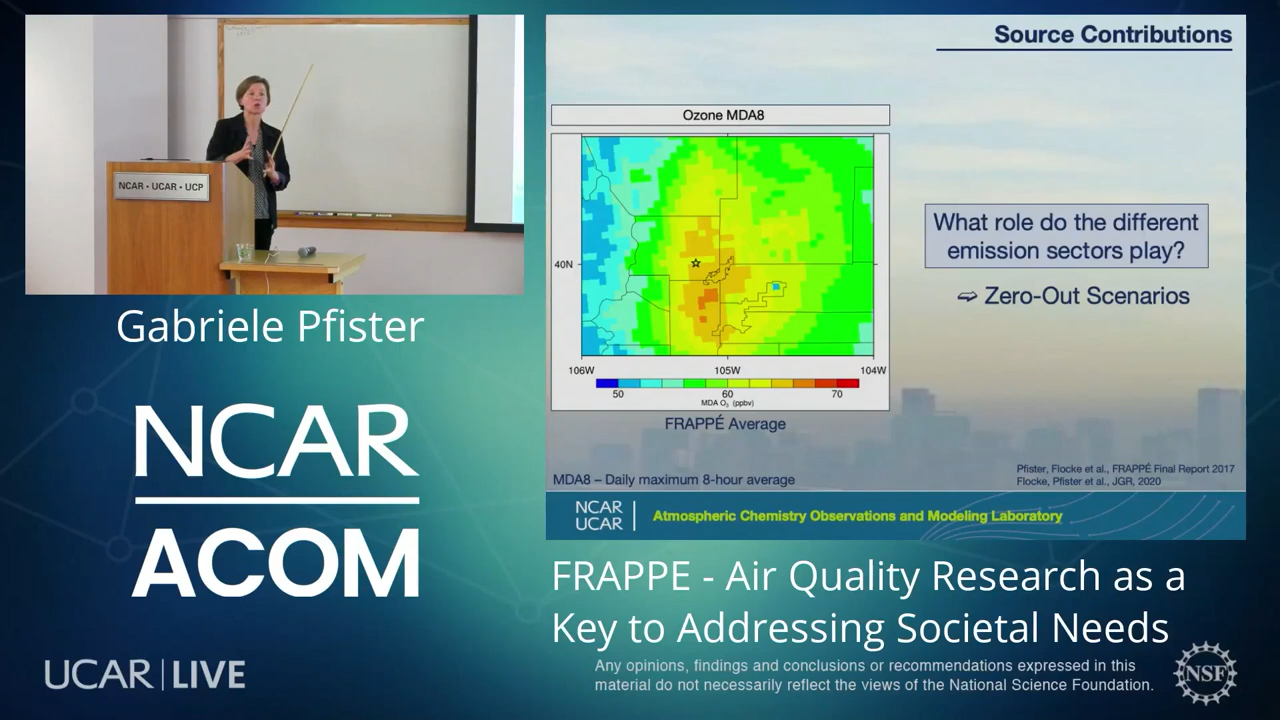 NCAR • UCAR • UCP
Gabriele Pfister
NCAR
ACOM
UCAR | LIVE
Source Contributions
Ozone MDA8
40N
106W 105W 104W
50 60 70
MDA O₃ (ppbv)
FRAPPÉ Average
What role do the different
emission sectors play?
⇨ Zero-Out Scenarios
MDA8 – Daily maximum 8-hour average
Pfister, Flocke et al., FRAPPÉ Final Report 2017
Flocke, Pfister et al., JGR, 2020
NCAR
UCAR
Atmospheric Chemistry Observations and Modeling Laboratory
FRAPPE - Air Quality Research as a
Key to Addressing Societal Needs
Any opinions, findings and conclusions or recommendations expressed in this
material do not necessarily reflect the views of the National Science Foundation.
NSF